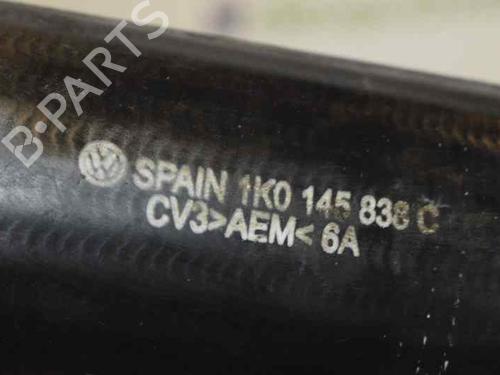 B-PARTS
SPAIN 1K0 145 838 C
CV3>AEM< 6A